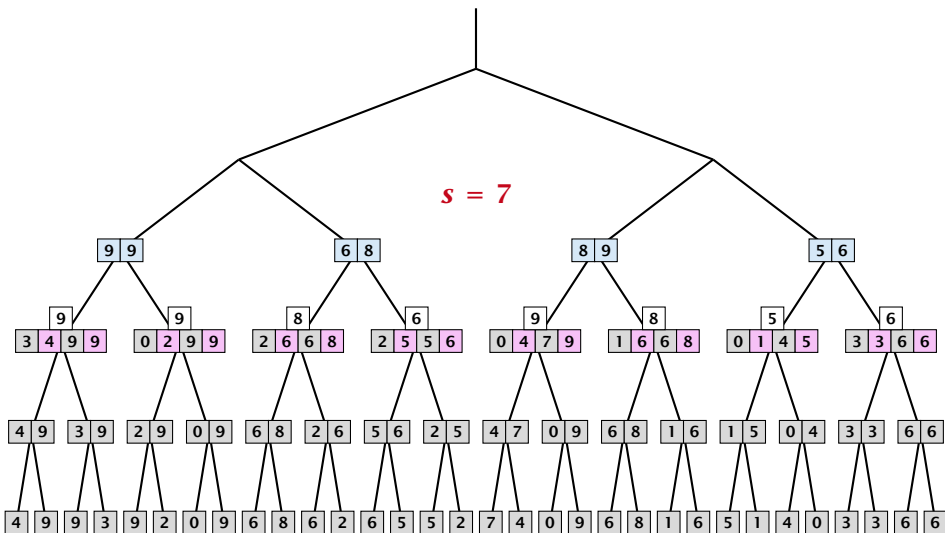 s = 7
9 9 6 8 8 9 5 6
9 9 8 6 9 8 5 6
3 4 9 9 0 2 9 9 2 6 6 8 2 5 5 6 0 4 7 9 1 6 6 8 0 1 4 5 3 3 6 6
4 9 3 9 2 9 0 9 6 8 2 6 5 6 2 5 4 7 0 9 6 8 1 6 1 5 0 4 3 3 6 6
4 9 9 3 9 2 0 9 6 8 6 2 6 5 5 2 7 4 0 9 6 8 1 6 5 1 4 0 3 3 6 6